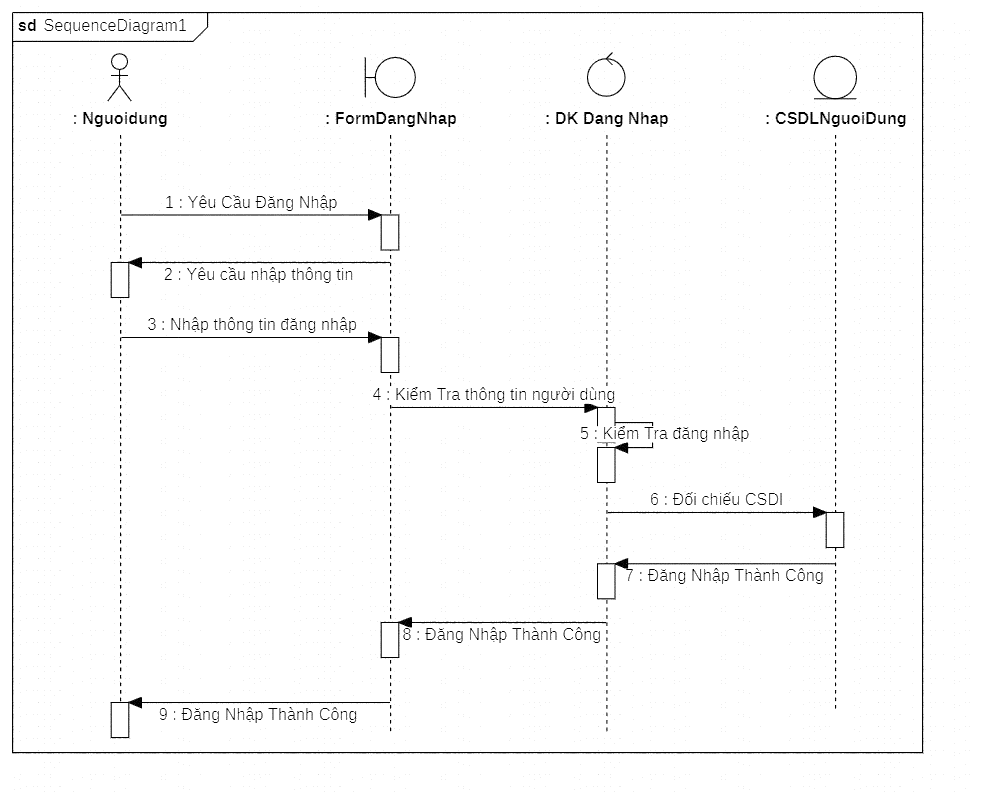 sd SequenceDiagram1
: Nguoidung
: FormDangNhap
: DK Dang Nhap
: CSDLNguoiDung
1 : Yêu Cầu Đăng Nhập
2 : Yêu cầu nhập thông tin
3 : Nhập thông tin đăng nhập
4 : Kiểm Tra thông tin người dùng
5 : Kiểm Tra đăng nhập
6 : Đối chiếu CSDl
7 : Đăng Nhập Thành Công
8 : Đăng Nhập Thành Công
9 : Đăng Nhập Thành Công